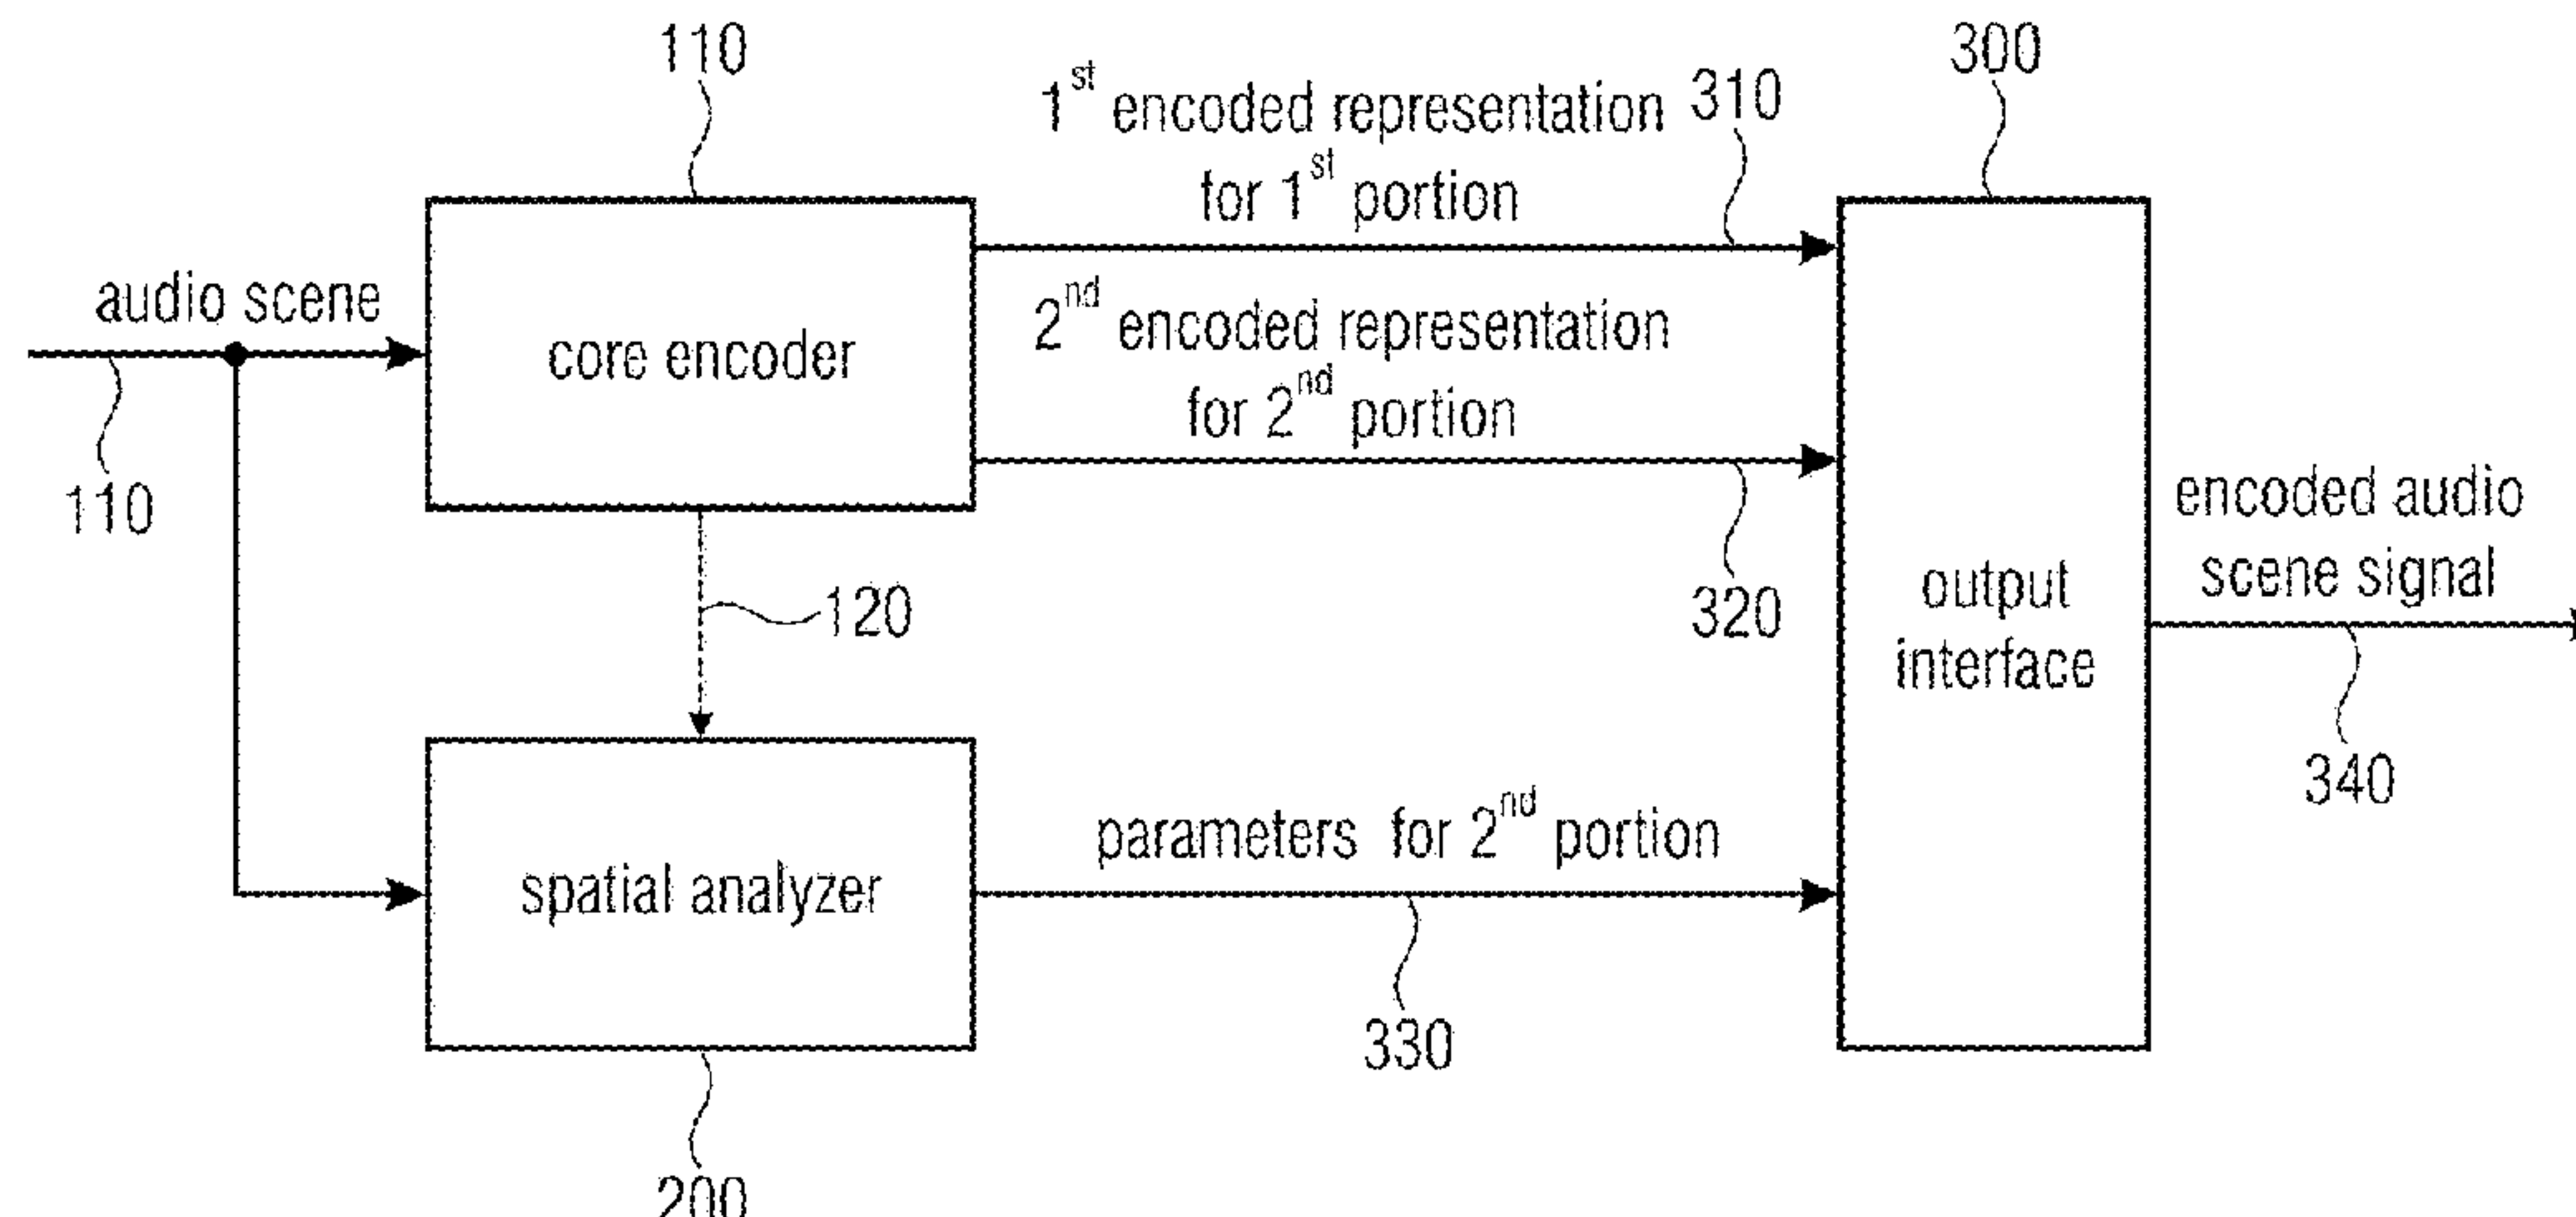 110
300
1st encoded representation 310
for 1st portion
audio scene
core encoder
2nd encoded representation
for 2nd portion
110
120
320
encoded audio
scene signal
output
interface
340
parameters for 2nd portion
spatial analyzer
330
200